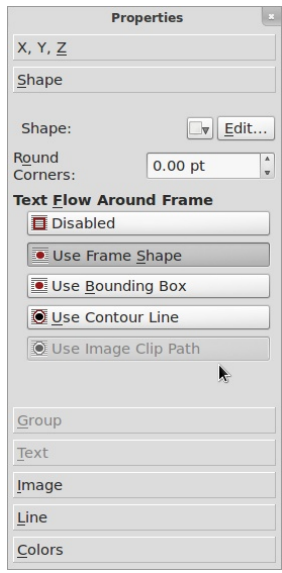 Properties
X, Y, Z
Shape
Shape:
Edit...
Round
Corners:
0.00 pt
Text Flow Around Frame
Disabled
Use Frame Shape
Use Bounding Box
Use Contour Line
Use Image Clip Path
Group
Text
Image
Line
Colors